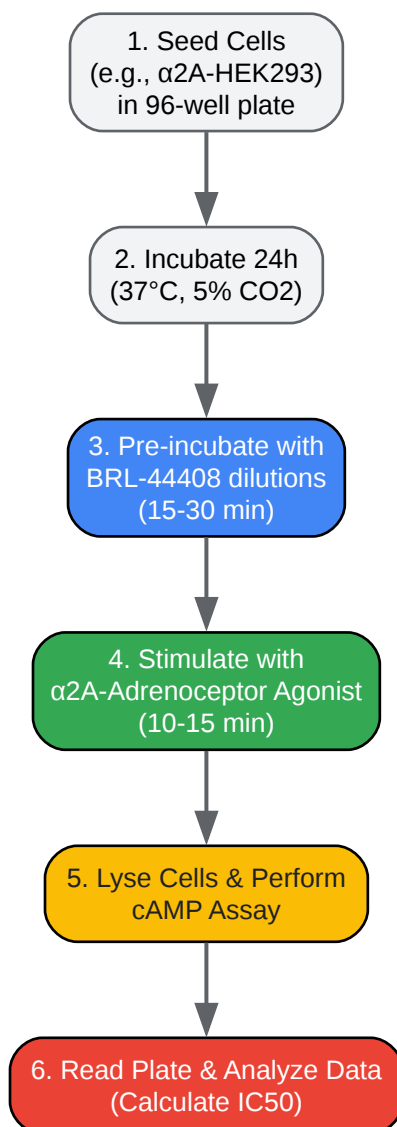 1. Seed Cells
(e.g., α2A-HEK293)
in 96-well plate
2. Incubate 24h
(37°C, 5% CO2)
3. Pre-incubate with
BRL-44408 dilutions
(15-30 min)
4. Stimulate with
α2A-Adrenoceptor Agonist
(10-15 min)
5. Lyse Cells & Perform
cAMP Assay
6. Read Plate & Analyze Data
(Calculate IC50)